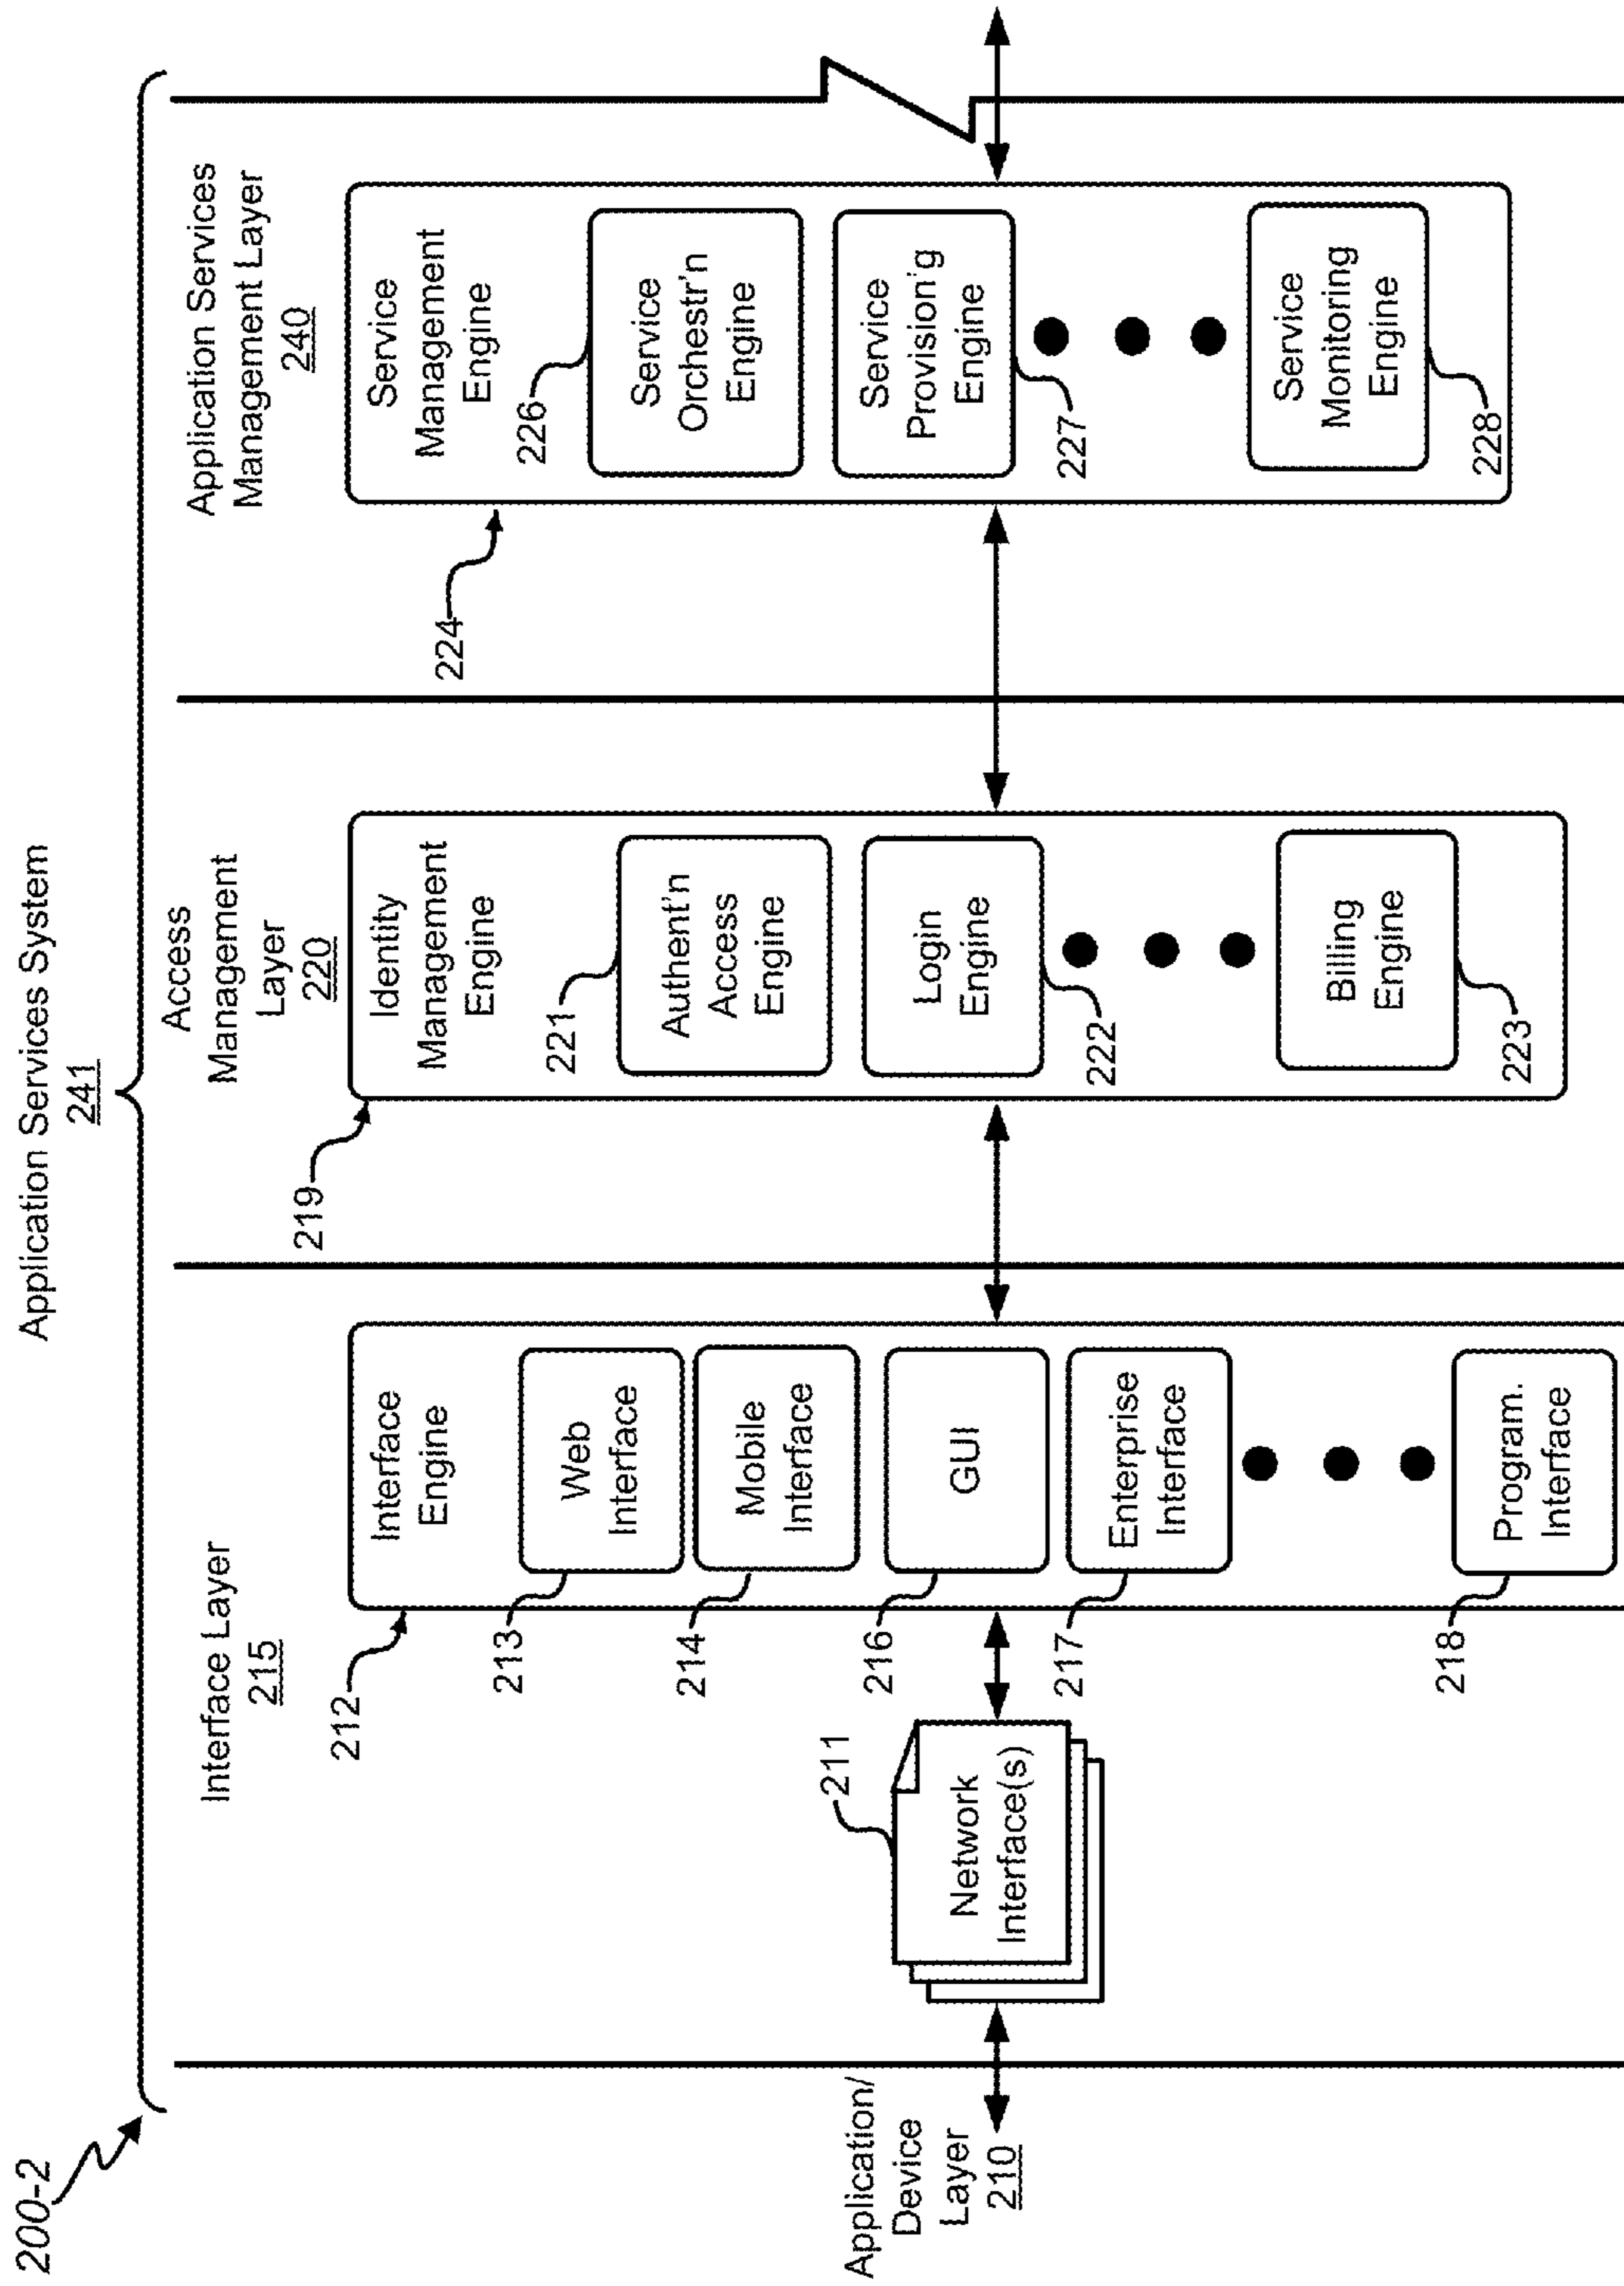 200-2
Application Services System
241
Application/
Device
Layer
210
Interface Layer
215
211
Network
Interface(s)
212
Interface
Engine
213
Web
Interface
214
Mobile
Interface
216
GUI
217
Enterprise
Interface
218
Program.
Interface
Access
Management
Layer
220
219
Identity
Management
Engine
221
Authent'n
Access
Engine
Login
Engine
222
Billing
Engine
223
Application Services
Management Layer
240
224
Service
Management
Engine
226
Service
Orchestr'n
Engine
Service
Provision'g
Engine
227
Service
Monitoring
Engine
228